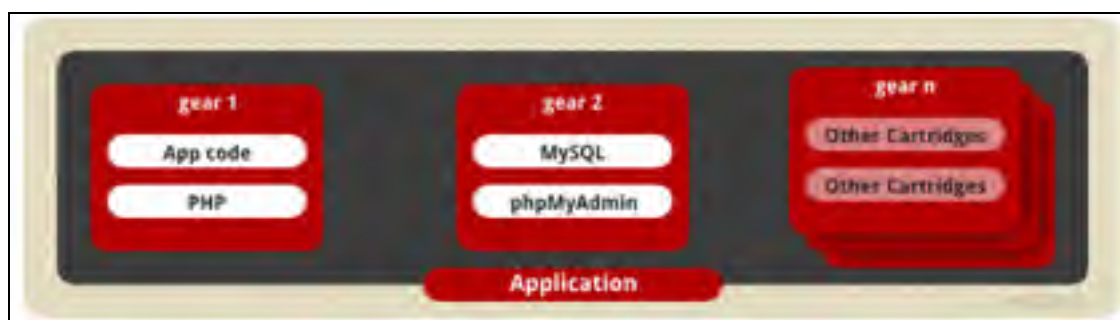 gear 1
App code
PHP
gear 2
MySQL
phpMyAdmin
gear n
Other Cartridges
Other Cartridges
Application